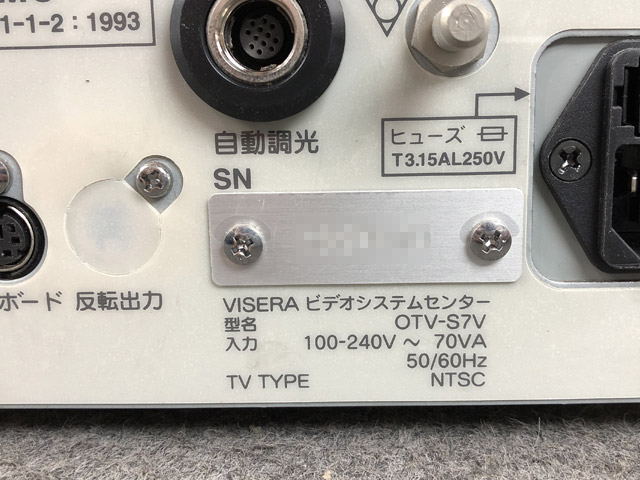 1-1-2：1993
自動調光
ヒューズ
T3.15AL250V
SN
ボード 反転出力
VISERA ビデオシステムセンター
型名 OTV-S7V
入力 100-240V ～ 70VA
50/60Hz
TV TYPE NTSC